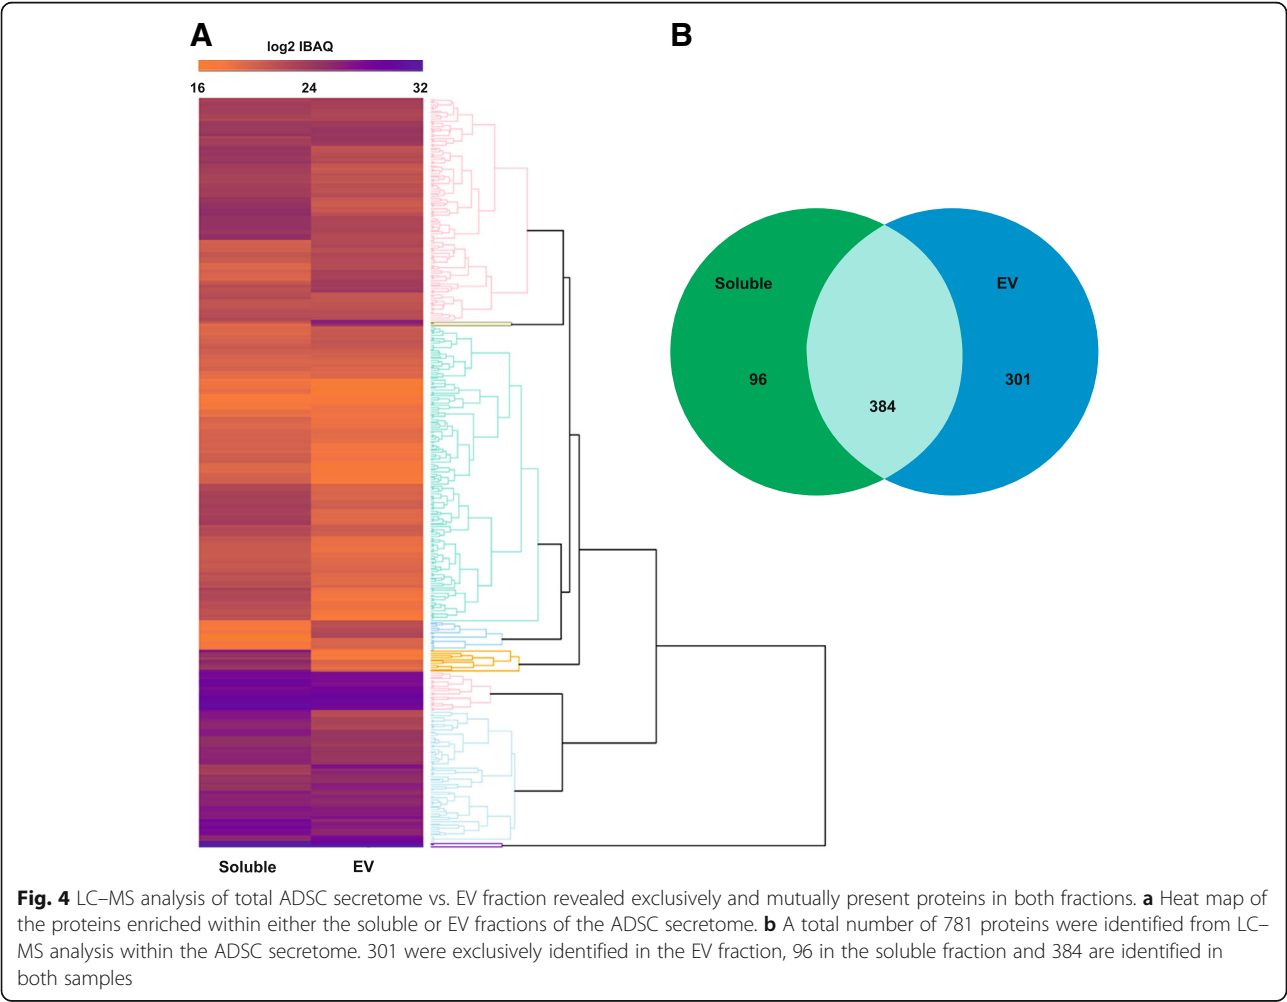 A
log2 IBAQ
16 24 32
Soluble EV
B
Soluble EV
96 301
384
Fig. 4 LC–MS analysis of total ADSC secretome vs. EV fraction revealed exclusively and mutually present proteins in both fractions. a Heat map of
the proteins enriched within either the soluble or EV fractions of the ADSC secretome. b A total number of 781 proteins were identified from LC–
MS analysis within the ADSC secretome. 301 were exclusively identified in the EV fraction, 96 in the soluble fraction and 384 are identified in
both samples